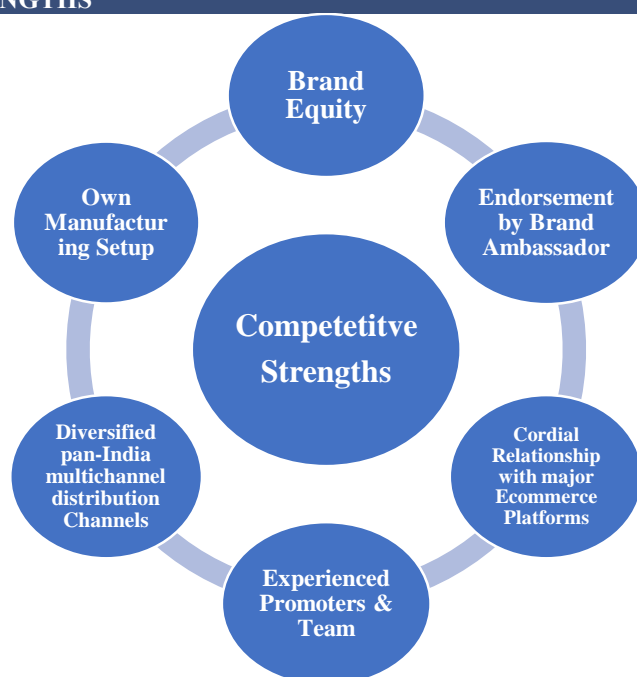 Brand
Equity
Own
Manufactur
ing Setup
Endorsement
by Brand
Ambassador
Competetitve
Strengths
Diversified
pan-India
multichannel
distribution
Channels
Cordial
Relationship
with major
Ecommerce
Platforms
Experienced
Promoters &
Team